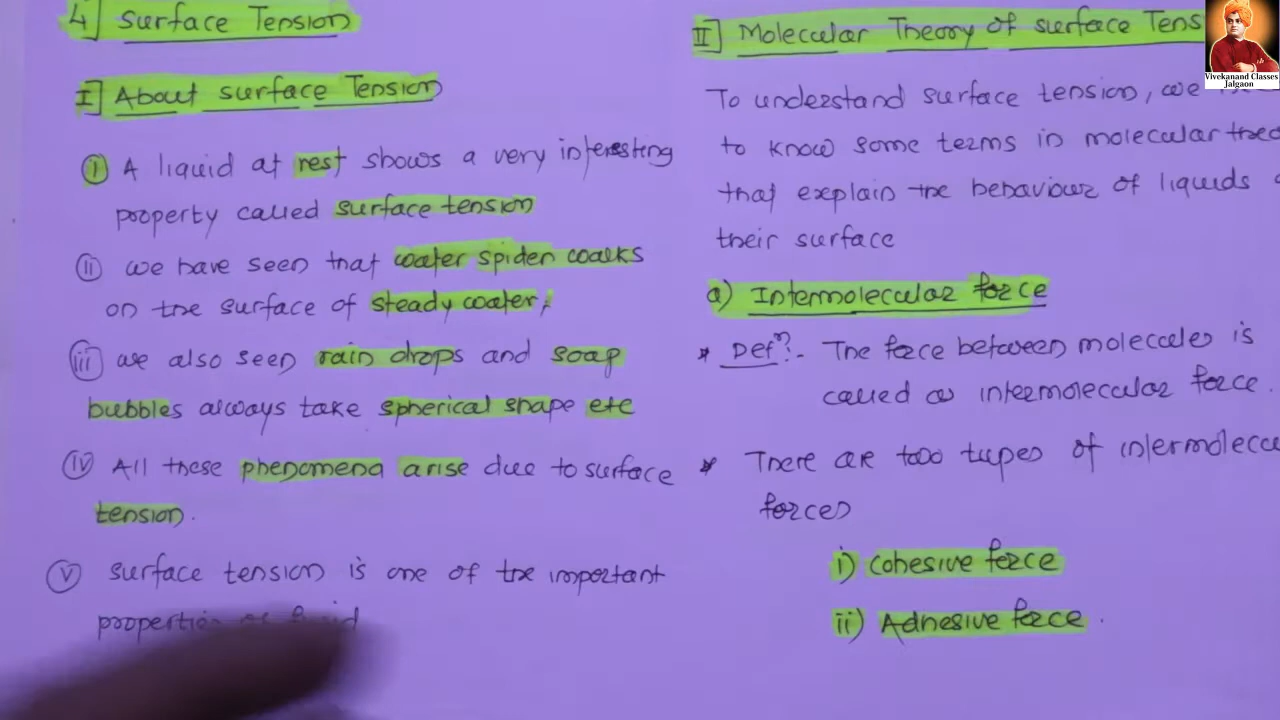 4] Surface Tension
I] About surface Tension
i) A liquid at rest shows a very interesting
property called surface tension
ii) we have seen that water spider walks
on the surface of steady water,
iii) we also seen rain drops and soap
bubbles always take spherical shape etc
iv) All these phenomena arise due to surface
tension.
v) surface tension is one of the important
II] Molecular Theory of surface Tens
To understand surface tension, we
to know some terms in molecular
that explain the behaviour of liquids
their surface
a) Intermolecular force
* Defn:- The force between molecules is
called as intermolecular force.
* There are two types of intermolecu
forces
i) Cohesive force
ii) Adhesive force.
Vivekanand Classes
Jalgaon